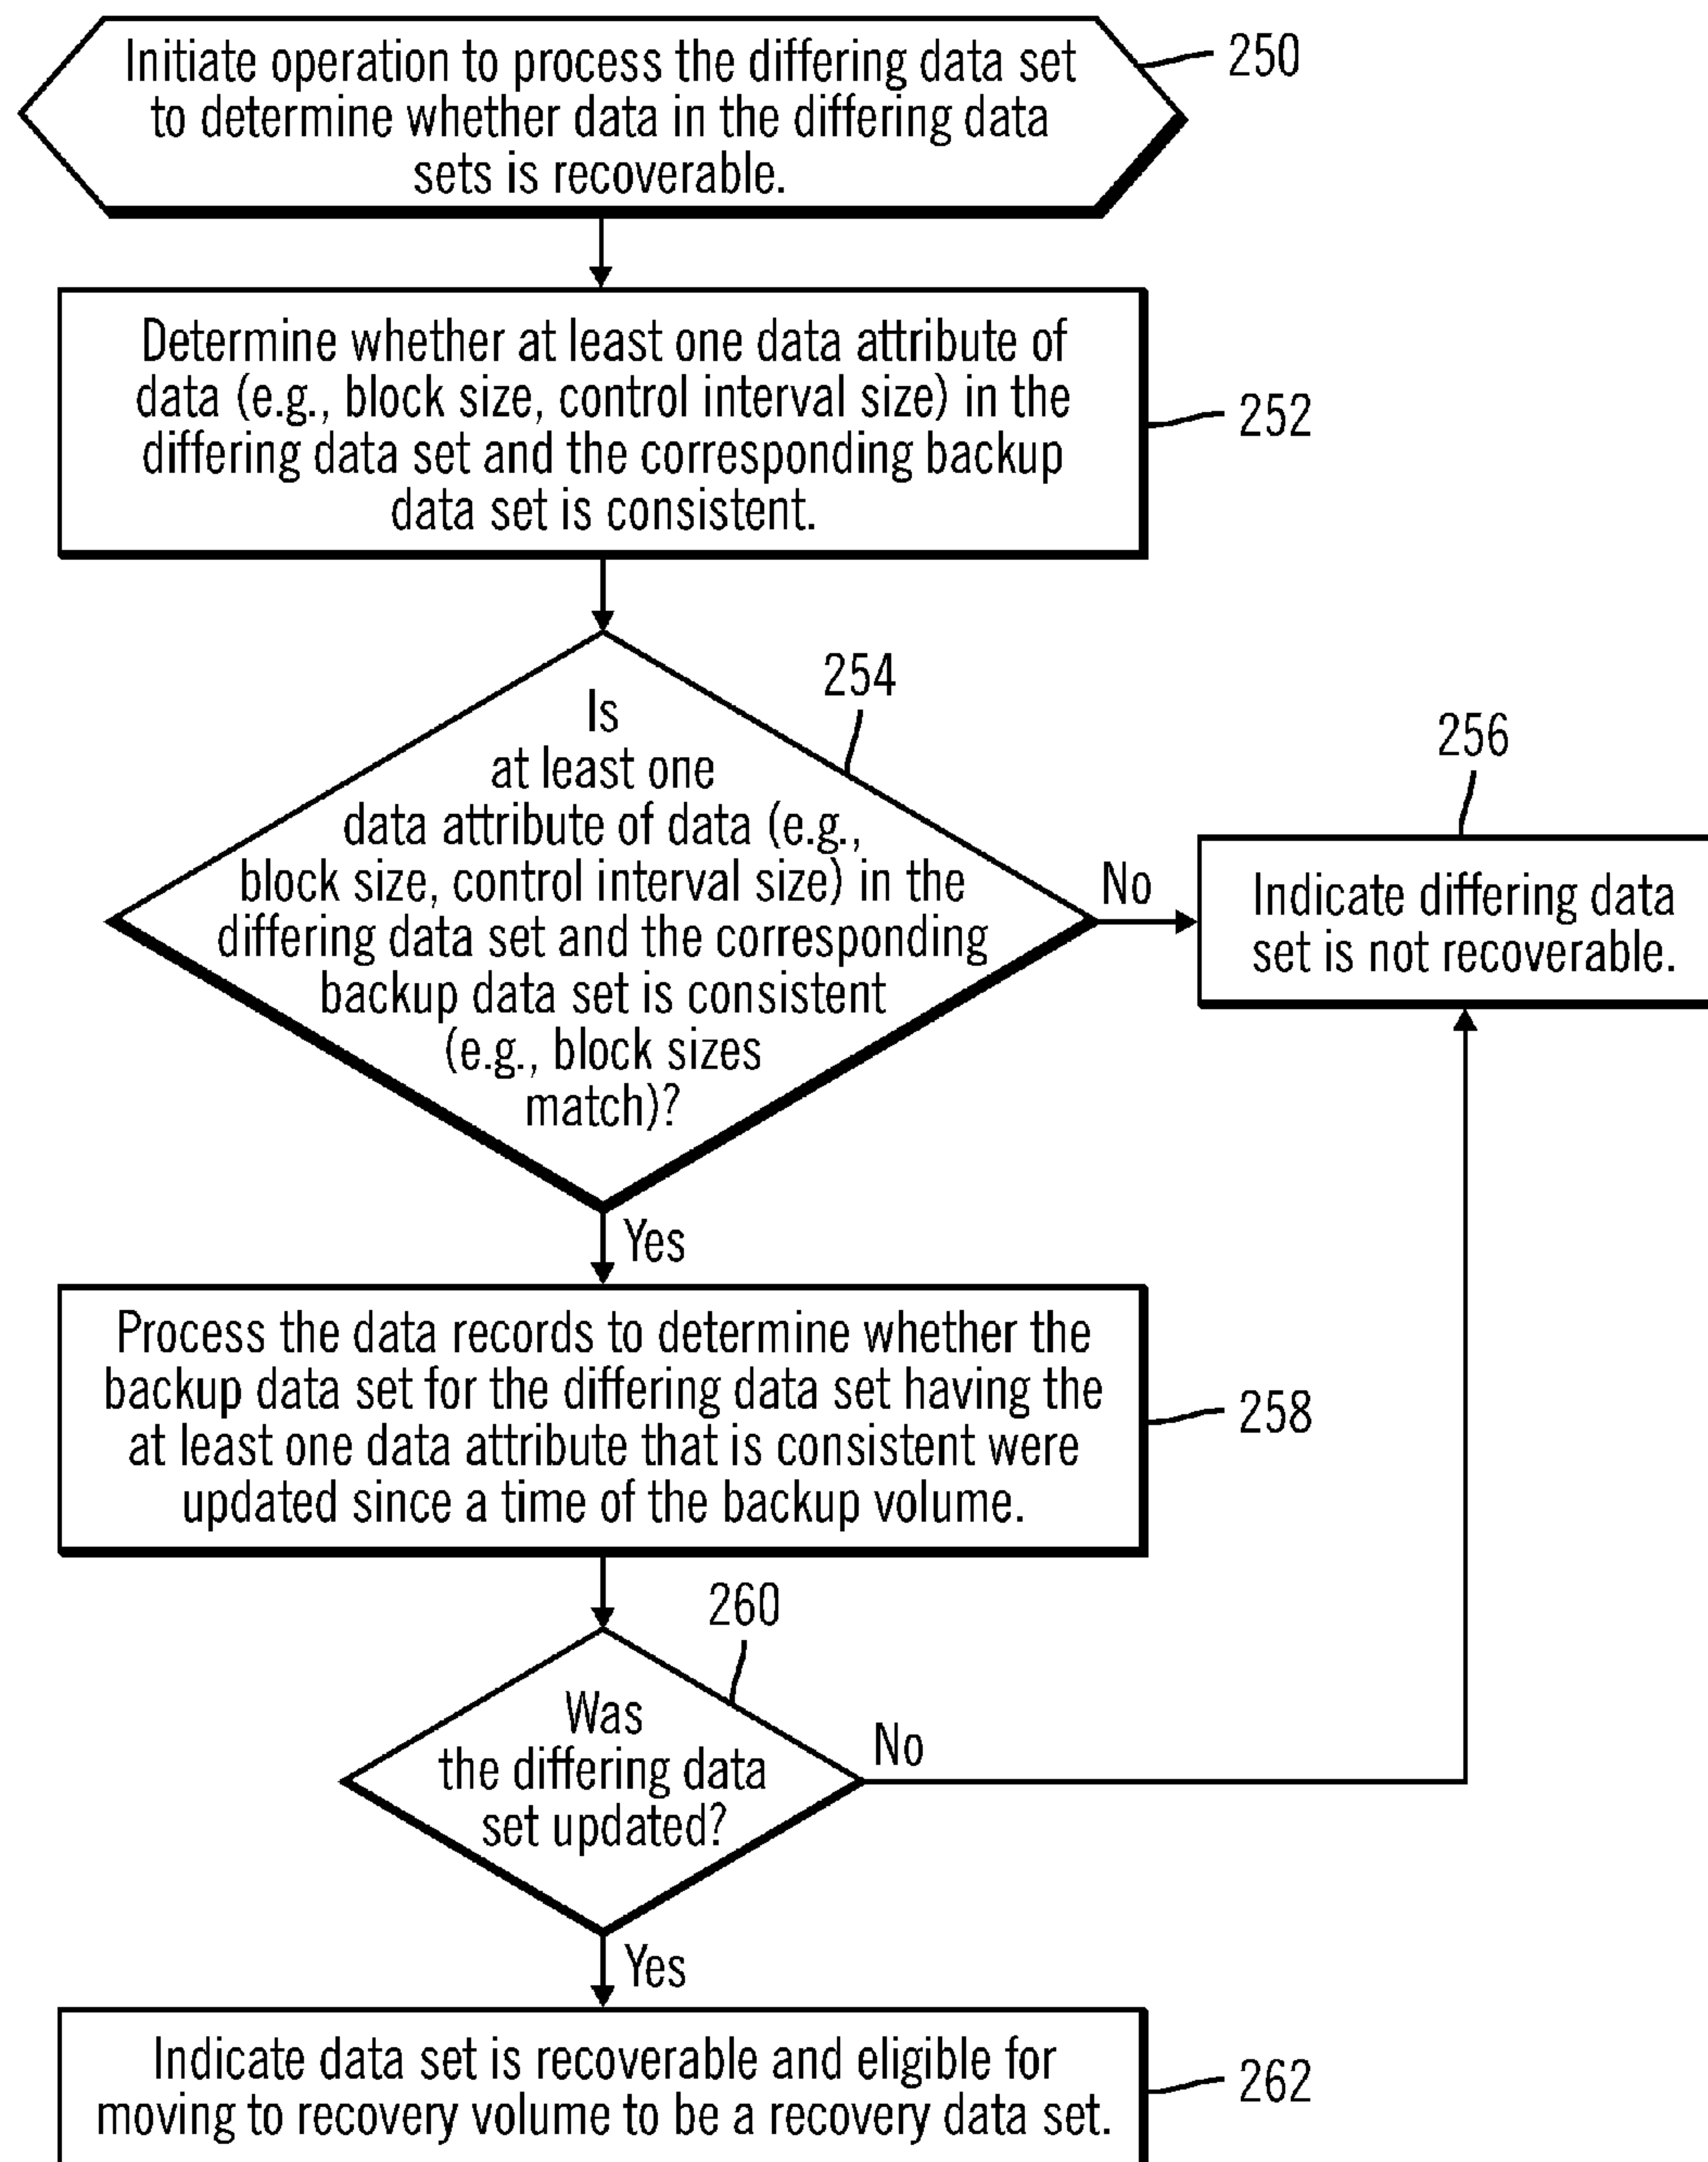 Initiate operation to process the differing data set
to determine whether data in the differing data
sets is recoverable.
250
Determine whether at least one data attribute of
data (e.g., block size, control interval size) in the
differing data set and the corresponding backup
data set is consistent.
252
254
Is
at least one
data attribute of data (e.g.,
block size, control interval size) in the
differing data set and the corresponding
backup data set is consistent
(e.g., block sizes
match)?
No
256
Indicate differing data
set is not recoverable.
Yes
Process the data records to determine whether the
backup data set for the differing data set having the
at least one data attribute that is consistent were
updated since a time of the backup volume.
258
260
Was
the differing data
set updated?
No
Yes
Indicate data set is recoverable and eligible for
moving to recovery volume to be a recovery data set.
262